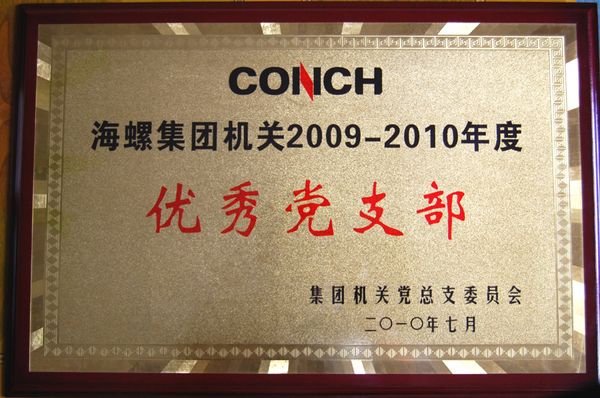 CONCH
海螺集团机关2009-2010年度
优秀党支部
集团机关党总支委员会
二〇一〇年七月